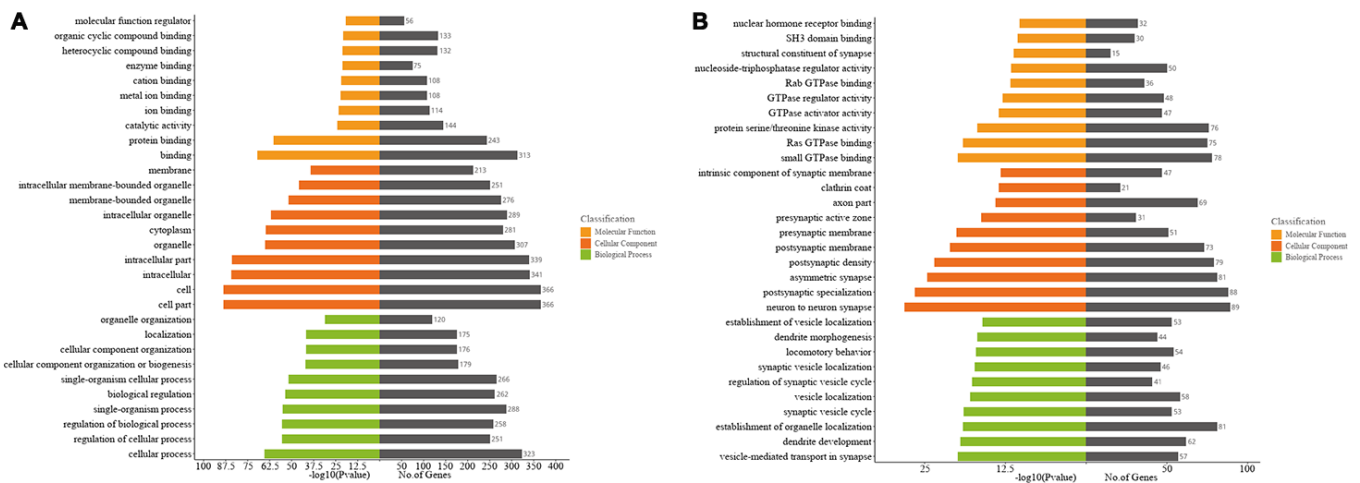 A
molecular function regulator 56
organic cyclic compound binding 133
heterocyclic compound binding 132
enzyme binding 75
cation binding 108
metal ion binding 108
ion binding 114
catalytic activity 144
protein binding 243
binding 313
membrane 213
intracellular membrane-bounded organelle 251
membrane-bounded organelle 276
intracellular organelle 289
cytoplasm 281
organelle 307
intracellular part 339
intracellular 341
cell 366
cell part 366
organelle organization 120
localization 175
cellular component organization 176
cellular component organization or biogenesis 179
single-organism cellular process 266
biological regulation 262
single-organism process 288
regulation of biological process 258
regulation of cellular process 251
cellular process 323
100 87.5 75 62.5 50 37.5 25 12.5 50 100 150 200 250 300 350 400
-log10(Pvalue) No.of Genes
Classification
Molecular Function
Cellular Component
Biological Process
B
nuclear hormone receptor binding 32
SH3 domain binding 30
structural constituent of synapse 15
nucleoside-triphosphatase regulator activity 50
Rab GTPase binding 36
GTPase regulator activity 48
GTPase activator activity 47
protein serine/threonine kinase activity 76
Ras GTPase binding 75
small GTPase binding 78
intrinsic component of synaptic membrane 47
clathrin coat 21
axon part 69
presynaptic active zone 31
presynaptic membrane 51
postsynaptic membrane 73
postsynaptic density 79
asymmetric synapse 81
postsynaptic specialization 88
neuron to neuron synapse 89
establishment of vesicle localization 53
dendrite morphogenesis 44
locomotory behavior 54
synaptic vesicle localization 46
regulation of synaptic vesicle cycle 41
vesicle localization 58
synaptic vesicle cycle 53
establishment of organelle localization 81
dendrite development 62
vesicle-mediated transport in synapse 57
25 12.5 50 100
-log10(Pvalue) No.of Genes
Classification
Molecular Function
Cellular Component
Biological Process